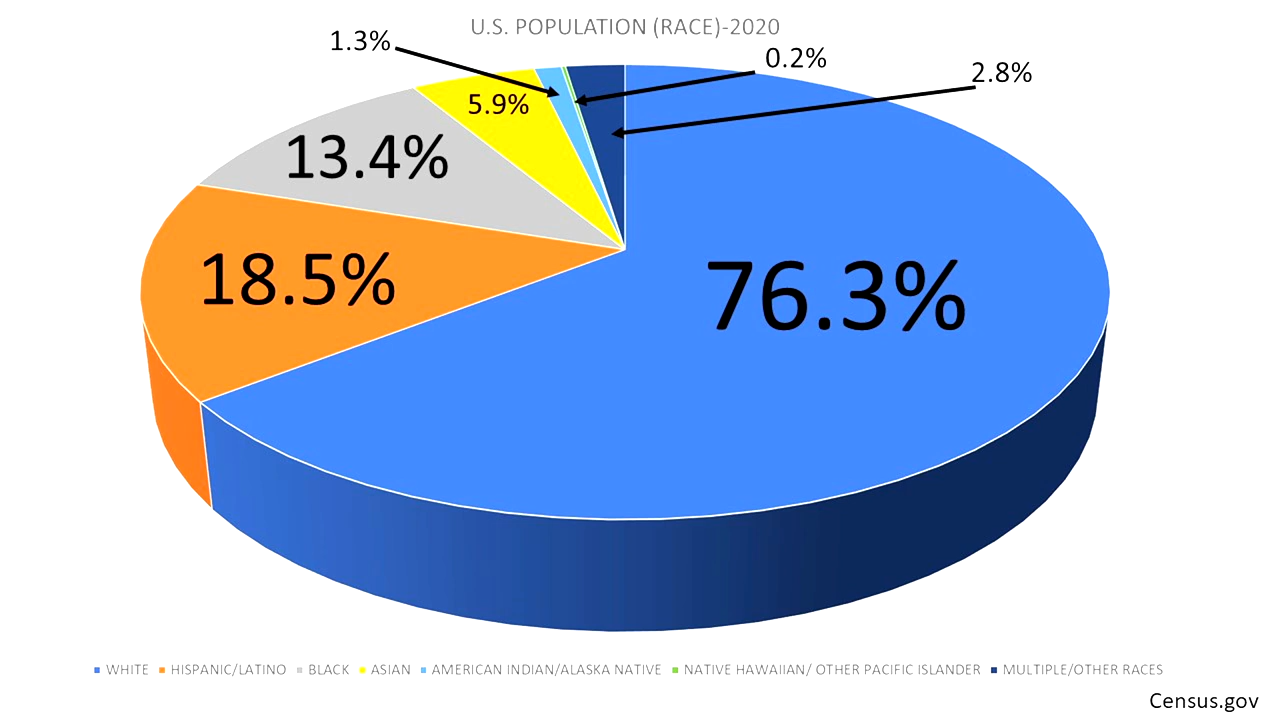 U.S. POPULATION (RACE)-2020
1.3%
0.2%
2.8%
5.9%
13.4%
18.5%
76.3%
WHITE HISPANIC/LATINO BLACK ASIAN AMERICAN INDIAN/ALASKA NATIVE NATIVE HAWAIIAN/ OTHER PACIFIC ISLANDER MULTIPLE/OTHER RACES
Census.gov